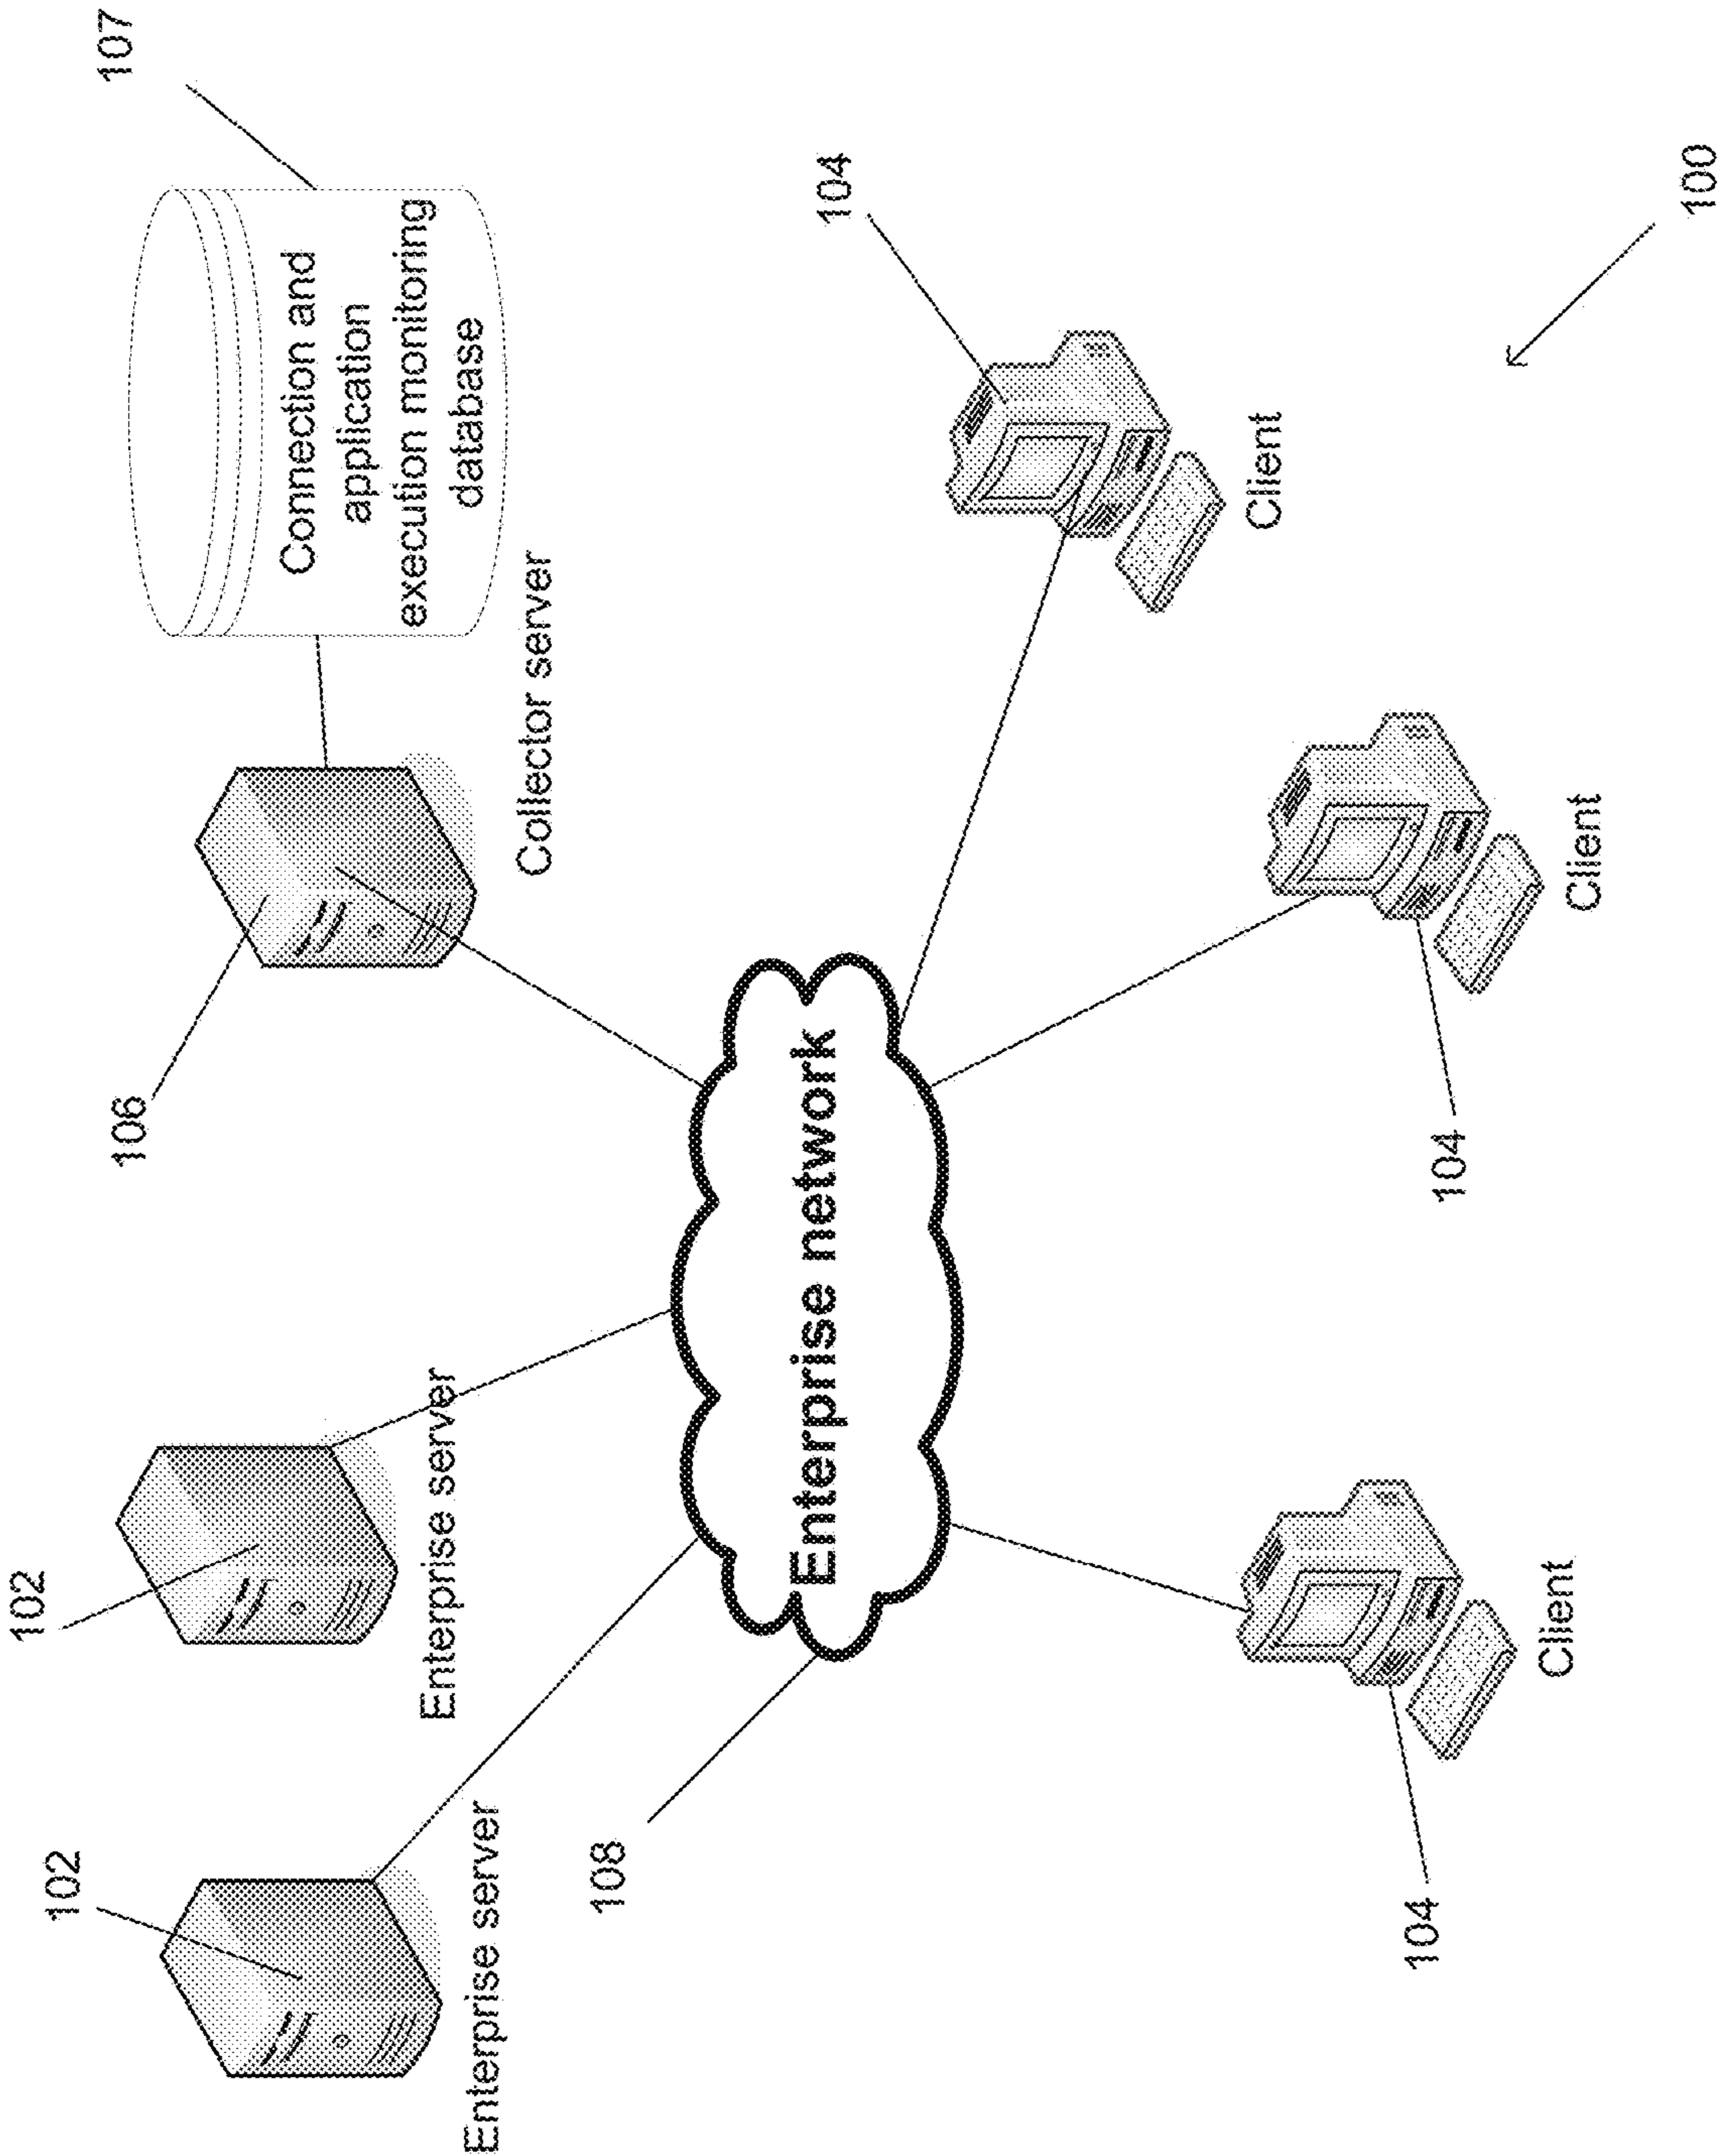 102
Enterprise server
102
Enterprise server
106
Collector server
107
Connection and
application
execution monitoring
database
108
Enterprise network
104
Client
104
Client
104
Client
100